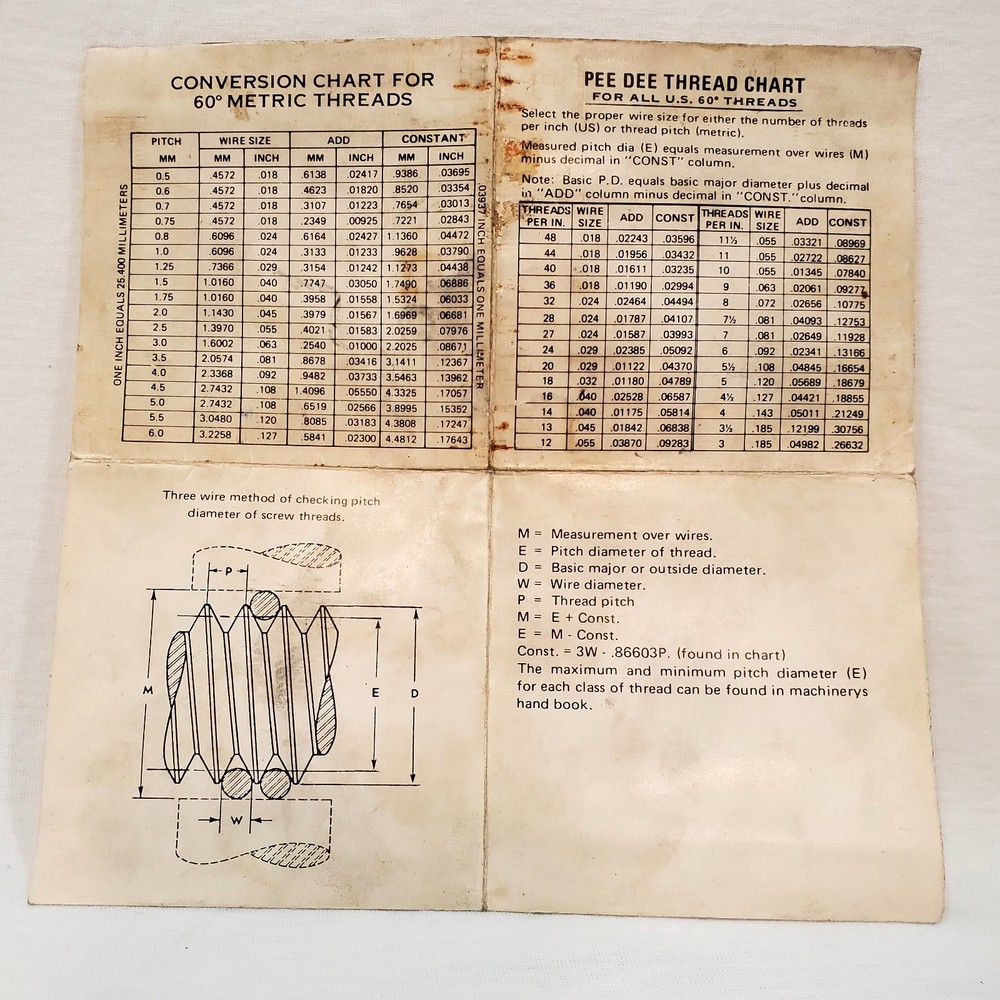 CONVERSION CHART FOR
60° METRIC THREADS
PITCH WIRE SIZE ADD CONSTANT
MM MM INCH MM INCH MM INCH
0.5 .4572 .018 .6138 .02417 .9386 .03695
0.6 .4572 .018 .4623 .01820 .8520 .03354
0.7 .4572 .018 .3107 .01223 .7654 .03013
0.75 .4572 .018 .2349 .00925 .7221 .02843
0.8 .6096 .024 .6164 .02427 1.1360 .04472
1.0 .6096 .024 .3133 .01233 .9628 .03790
1.25 .7366 .029 .3154 .01242 1.1273 .04438
1.5 1.0160 .040 .7747 .03050 1.7490 .06886
1.75 1.0160 .040 .3958 .01558 1.5324 .06033
2.0 1.1430 .045 .3979 .01567 1.6969 .06681
2.5 1.3970 .055 .4021 .01583 2.0259 .07976
3.0 1.6002 .063 .2540 .01000 2.2025 .08671
3.5 2.0574 .081 .8678 .03416 3.1411 .12367
4.0 2.3368 .092 .9482 .03733 3.5463 .13962
4.5 2.7432 .108 1.4096 .05550 4.3325 .17057
5.0 2.7432 .108 .6519 .02566 3.8995 .15352
5.5 3.0480 .120 .8085 .03183 4.3808 .17247
6.0 3.2258 .127 .5841 .02300 4.4812 .17643
ONE INCH EQUALS 25.400 MILLIMETERS
.03937 INCH EQUALS ONE MILLIMETER
PEE DEE THREAD CHART
FOR ALL U.S. 60° THREADS
Select the proper wire size for either the number of threads
per inch (US) or thread pitch (metric).
Measured pitch dia (E) equals measurement over wires (M)
minus decimal in "CONST" column.
Note: Basic P.D. equals basic major diameter plus decimal
in "ADD" column minus decimal in "CONST."column.
THREADS WIRE ADD CONST THREADS WIRE ADD CONST
PER IN. SIZE PER IN. SIZE
48 .018 .02243 .03596 11½ .055 .03321 .08969
44 .018 .01956 .03432 11 .055 .02722 .08627
40 .018 .01611 .03235 10 .055 .01345 .07840
36 .018 .01190 .02994 9 .063 .02061 .09277
32 .024 .02464 .04494 8 .072 .02656 .10775
28 .024 .01787 .04107 7½ .081 .04093 .12753
27 .024 .01587 .03993 7 .081 .02649 .11928
24 .029 .02385 .05092 6 .092 .02341 .13166
20 .029 .01122 .04370 5½ .108 .04845 .16654
18 .032 .01180 .04789 5 .120 .05689 .18679
16 .040 .02528 .06587 4½ .127 .04421 .18855
14 .040 .01175 .05814 4 .143 .05011 .21249
13 .045 .01842 .06838 3½ .185 .12199 .30756
12 .055 .03870 .09283 3 .185 .04982 .26632
Three wire method of checking pitch
diameter of screw threads.
P
M
E
D
W
M = Measurement over wires.
E = Pitch diameter of thread.
D = Basic major or outside diameter.
W = Wire diameter.
P = Thread pitch
M = E + Const.
E = M - Const.
Const. = 3W - .86603P. (found in chart)
The maximum and minimum pitch diameter (E)
for each class of thread can be found in machinerys
hand book.